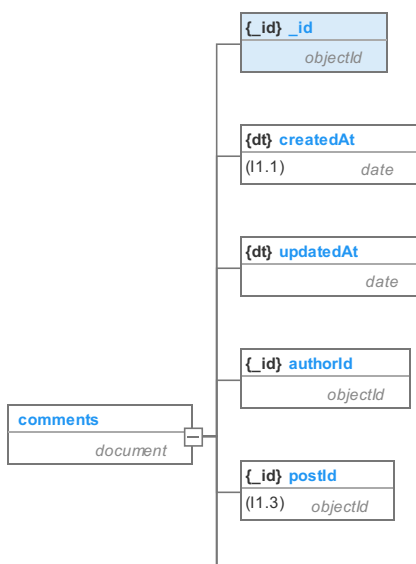 {_id} _id
objectId
{dt} createdAt
(I1.1) date
{dt} updatedAt
date
{_id} authorId
objectId
comments
document
{_id} postId
(I1.3) objectId